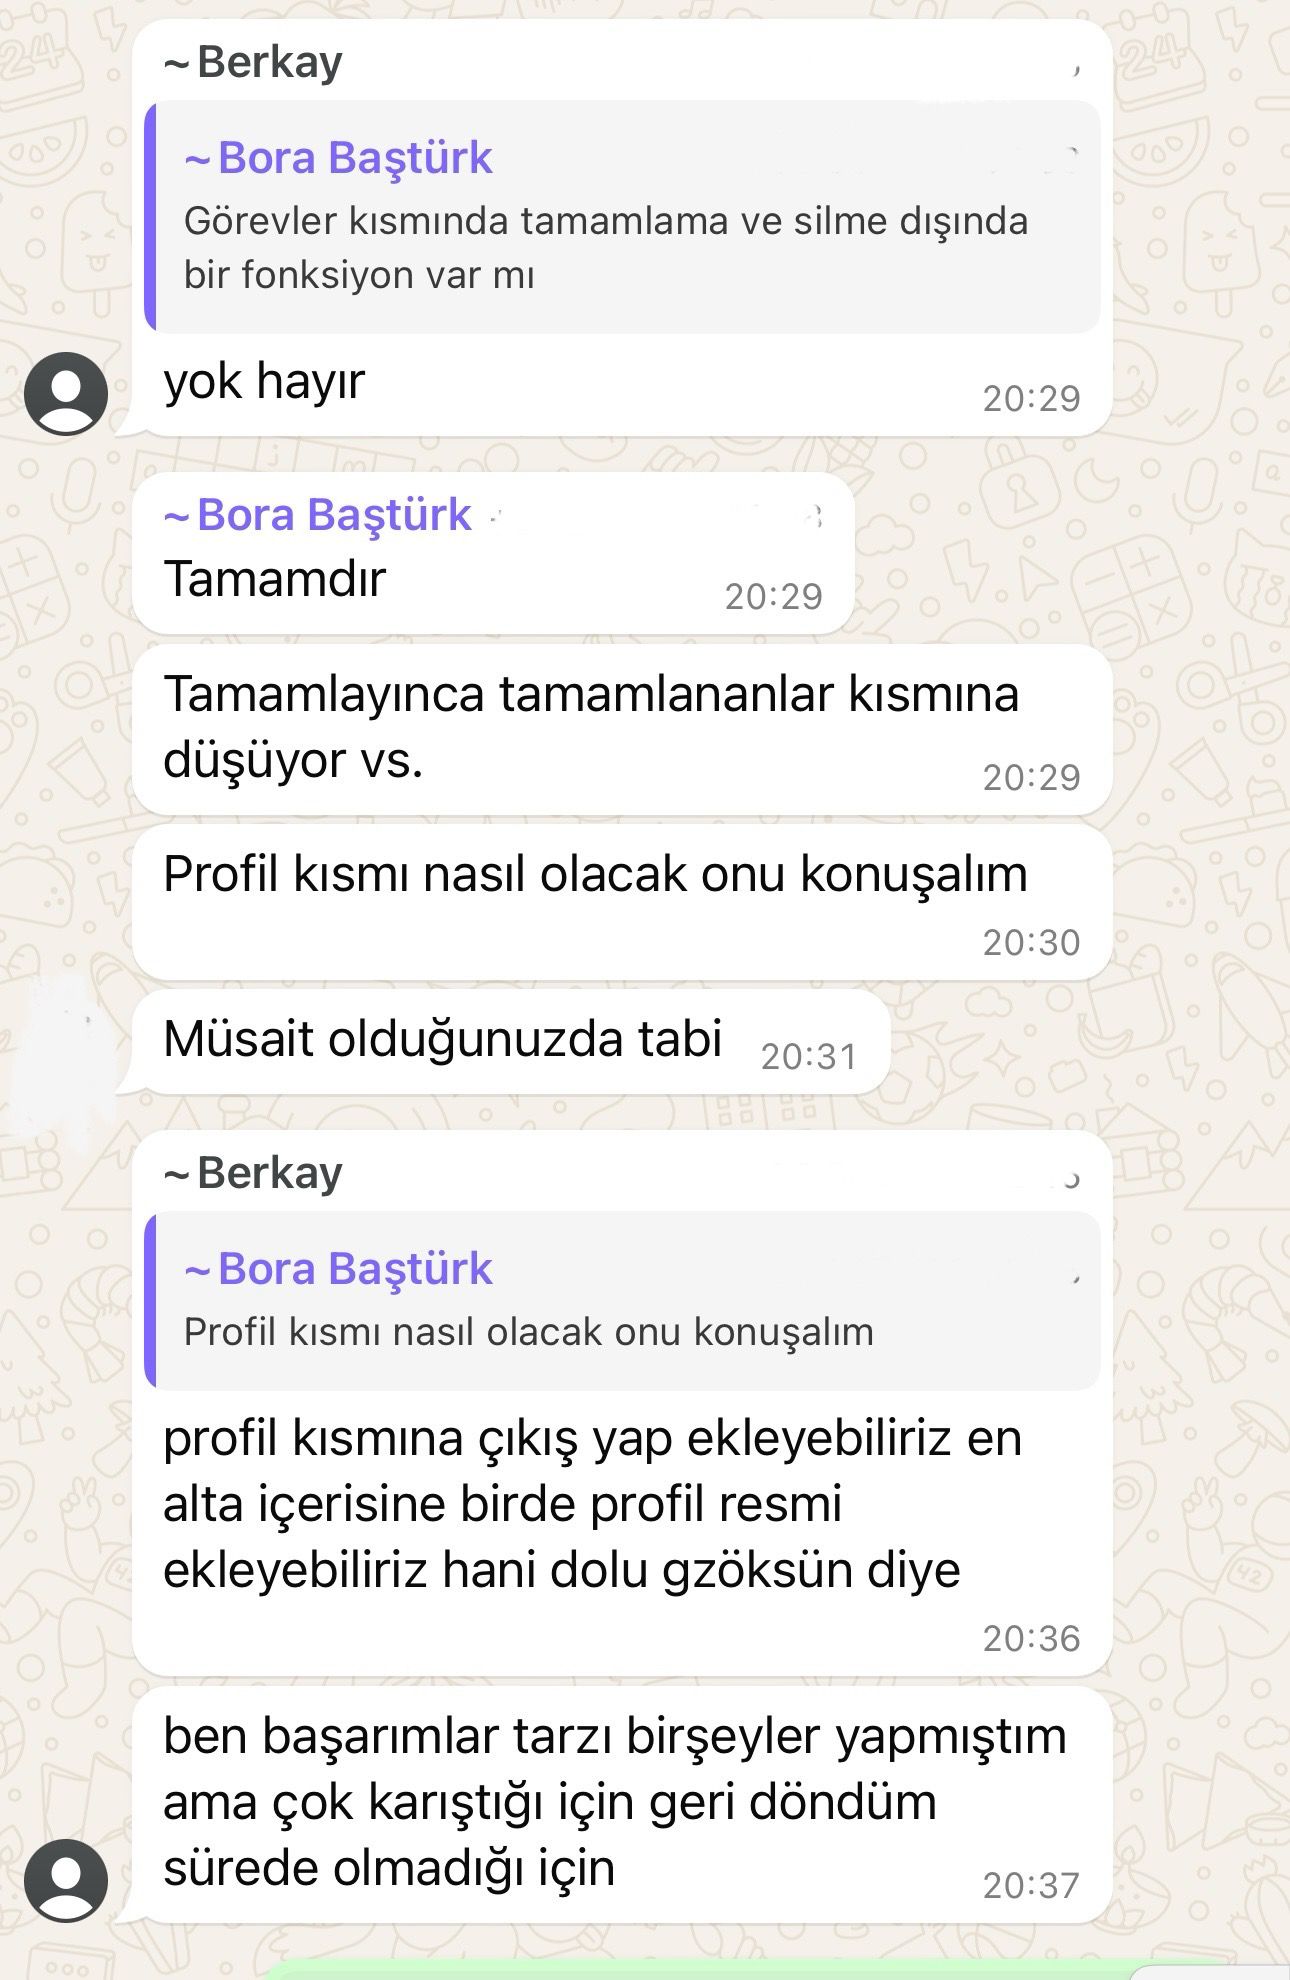 ~Berkay
~Bora Baştürk
Görevler kısmında tamamlama ve silme dışında
bir fonksiyon var mı
yok hayır
20:29
~Bora Baştürk
Tamamdır
20:29
Tamamlayınca tamamlananlar kısmına
düşüyor vs.
20:29
Profil kısmı nasıl olacak onu konuşalım
20:30
Müsait olduğunuzda tabi 20:31
~Berkay
~Bora Baştürk
Profil kısmı nasıl olacak onu konuşalım
profil kısmına çıkış yap ekleyebiliriz en
alta içerisine birde profil resmi
ekleyebiliriz hani dolu gzöksün diye
20:36
ben başarımlar tarzı birşeyler yapmıştım
ama çok karıştığı için geri döndüm
sürede olmadığı için
20:37